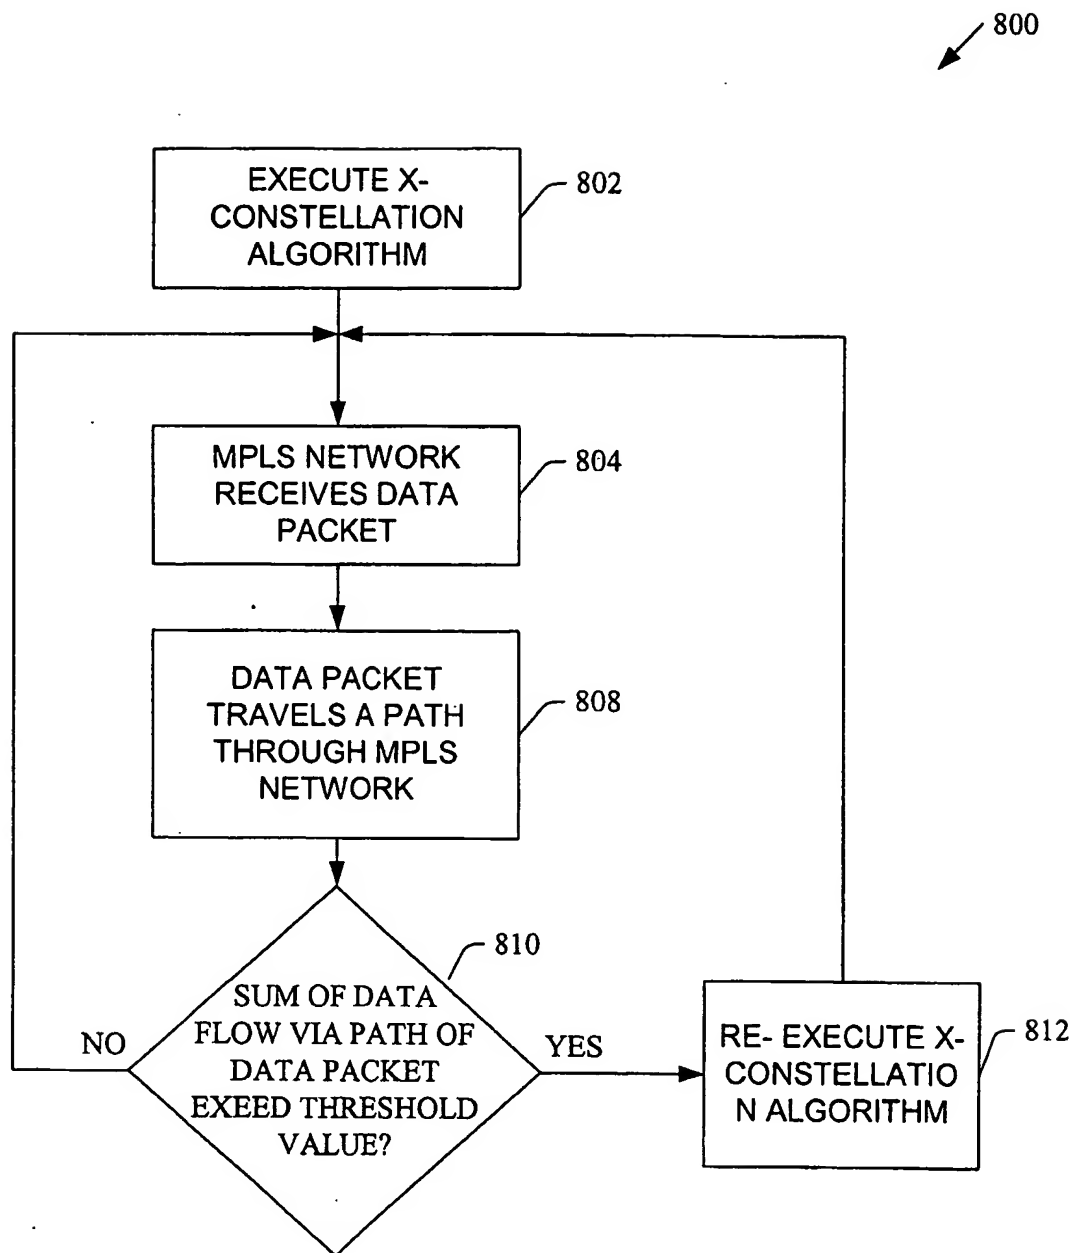 800
EXECUTE X-
CONSTELLATION
ALGORITHM
802
MPLS NETWORK
RECEIVES DATA
PACKET
804
DATA PACKET
TRAVELS A PATH
THROUGH MPLS
NETWORK
808
810
SUM OF DATA
FLOW VIA PATH OF
DATA PACKET
EXEED THRESHOLD
VALUE?
NO
YES
RE- EXECUTE X-
CONSTELLATIO
N ALGORITHM
812